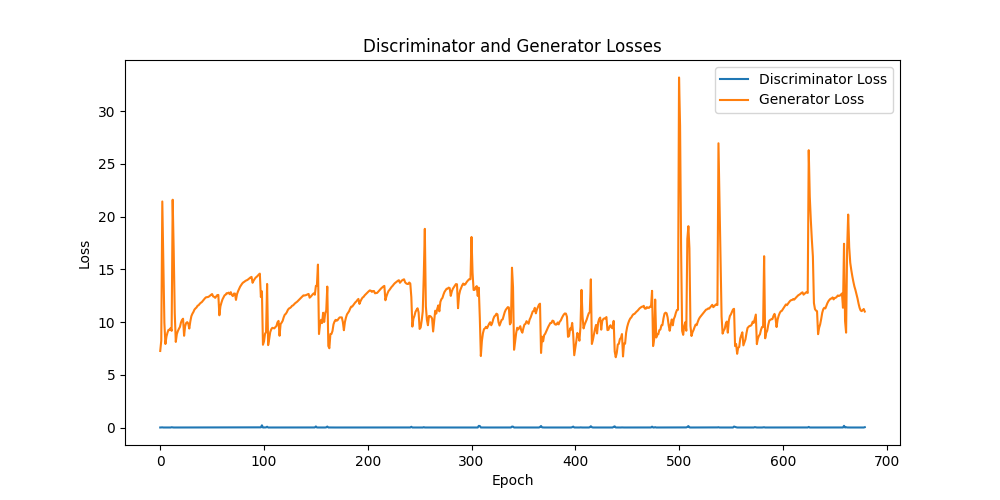 Discriminator and Generator Losses
Discriminator Loss
Generator Loss
30
25
20
15
10
5
0
Loss
0 100 200 300 400 500 600 700
Epoch